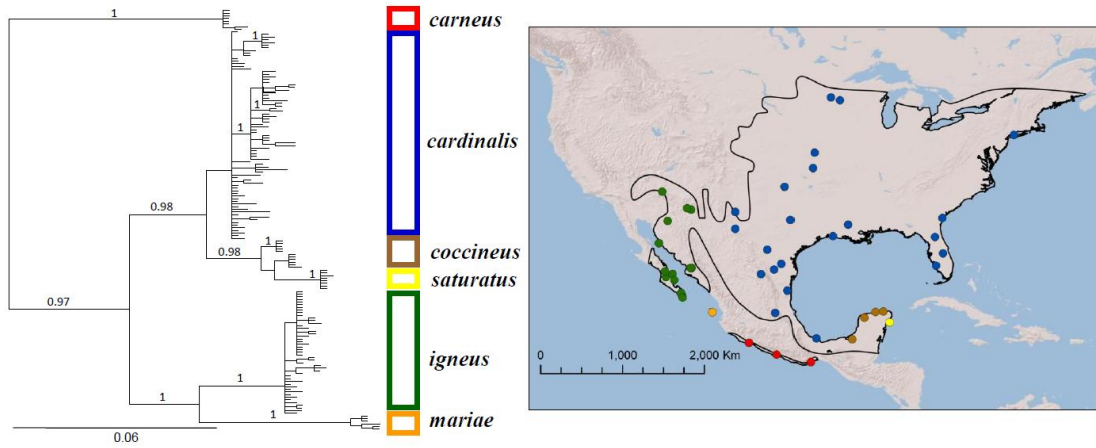 1
carneus
1
1
cardinalis
1
0.98
0.98
coccineus
1
saturatus
0.97
igneus
1
1
1
mariae
0.06
0 1,000 2,000 Km